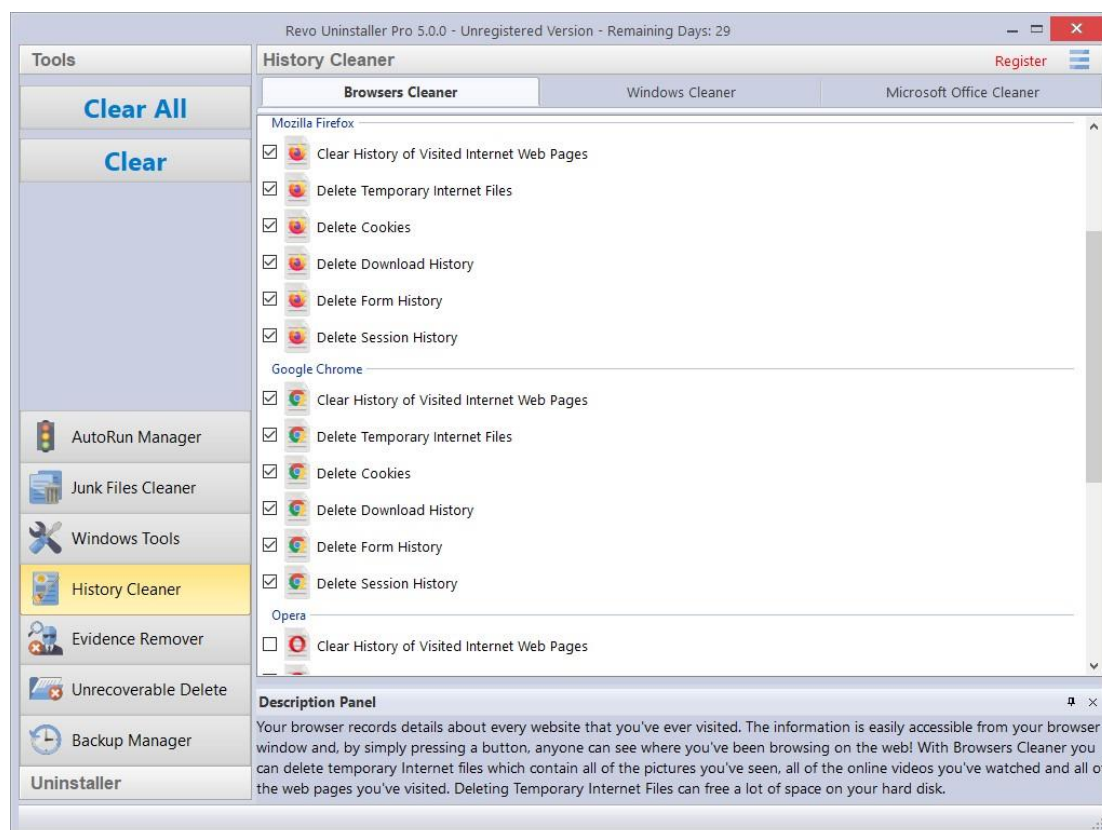 Revo Uninstaller Pro 5.0.0 - Unregistered Version - Remaining Days: 29
Tools
History Cleaner
Register
Clear All
Clear
Browsers Cleaner
Windows Cleaner
Microsoft Office Cleaner
Mozilla Firefox
Clear History of Visited Internet Web Pages
Delete Temporary Internet Files
Delete Cookies
Delete Download History
Delete Form History
Delete Session History
Google Chrome
Clear History of Visited Internet Web Pages
Delete Temporary Internet Files
Delete Cookies
Delete Download History
Delete Form History
Delete Session History
Opera
Clear History of Visited Internet Web Pages
AutoRun Manager
Junk Files Cleaner
Windows Tools
History Cleaner
Evidence Remover
Unrecoverable Delete
Backup Manager
Uninstaller
Description Panel
Your browser records details about every website that you've ever visited. The information is easily accessible from your browser
window and, by simply pressing a button, anyone can see where you've been browsing on the web! With Browsers Cleaner you
can delete temporary Internet files which contain all of the pictures you've seen, all of the online videos you've watched and all o
the web pages you've visited. Deleting Temporary Internet Files can free a lot of space on your hard disk.